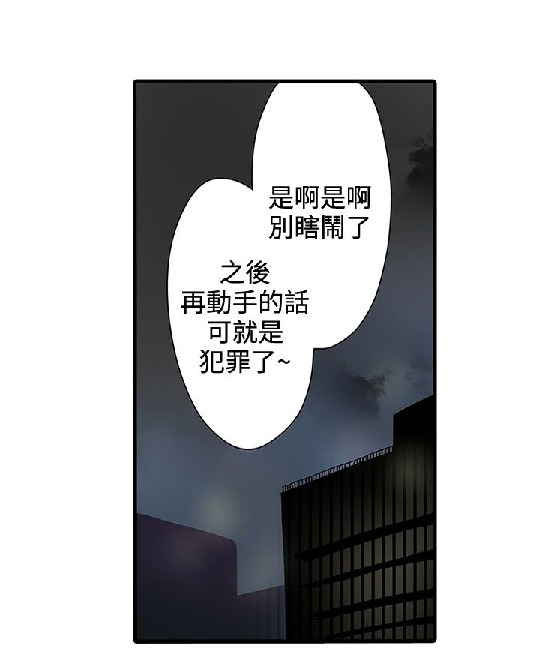 是啊是啊
別瞎鬧了
之後
再動手的話
可就是
犯罪了~